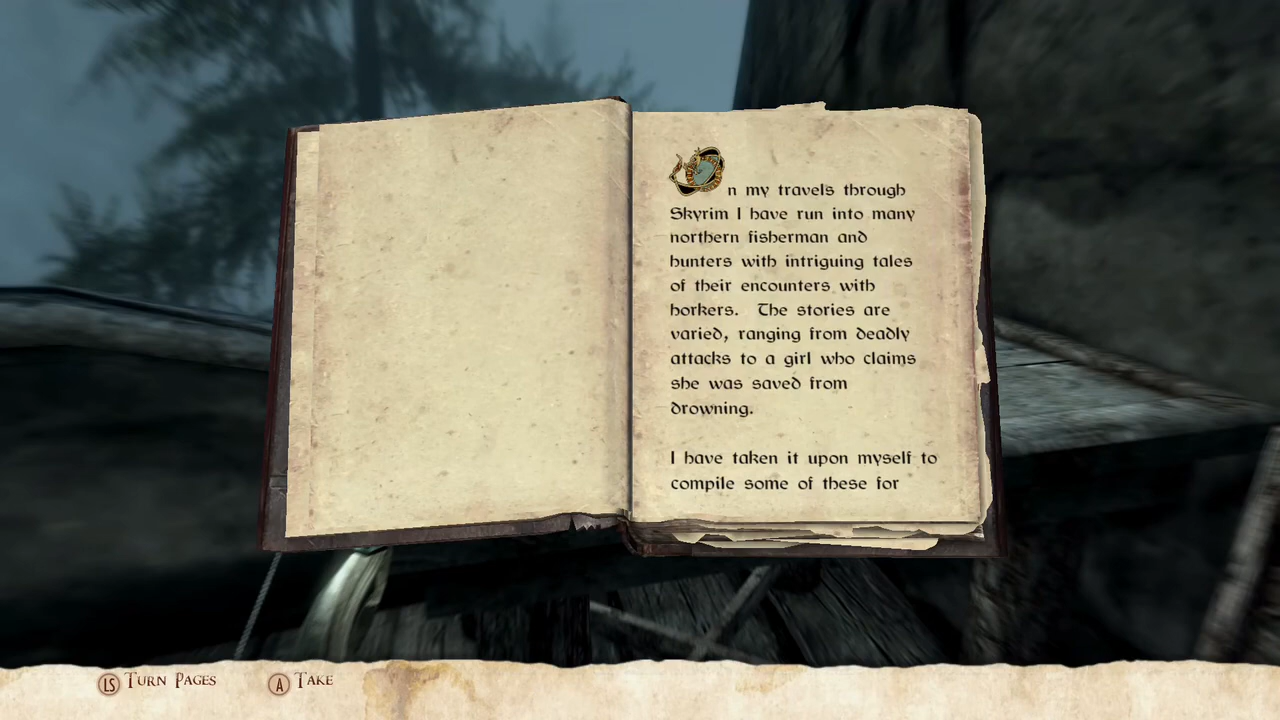 On my travels through
Skyrim I have run into many
northern fisherman and
hunters with intriguing tales
of their encounters with
horkers. The stories are
varied, ranging from deadly
attacks to a girl who claims
she was saved from
drowning.
I have taken it upon myself to
compile some of these for
LS Turn Pages
A Take